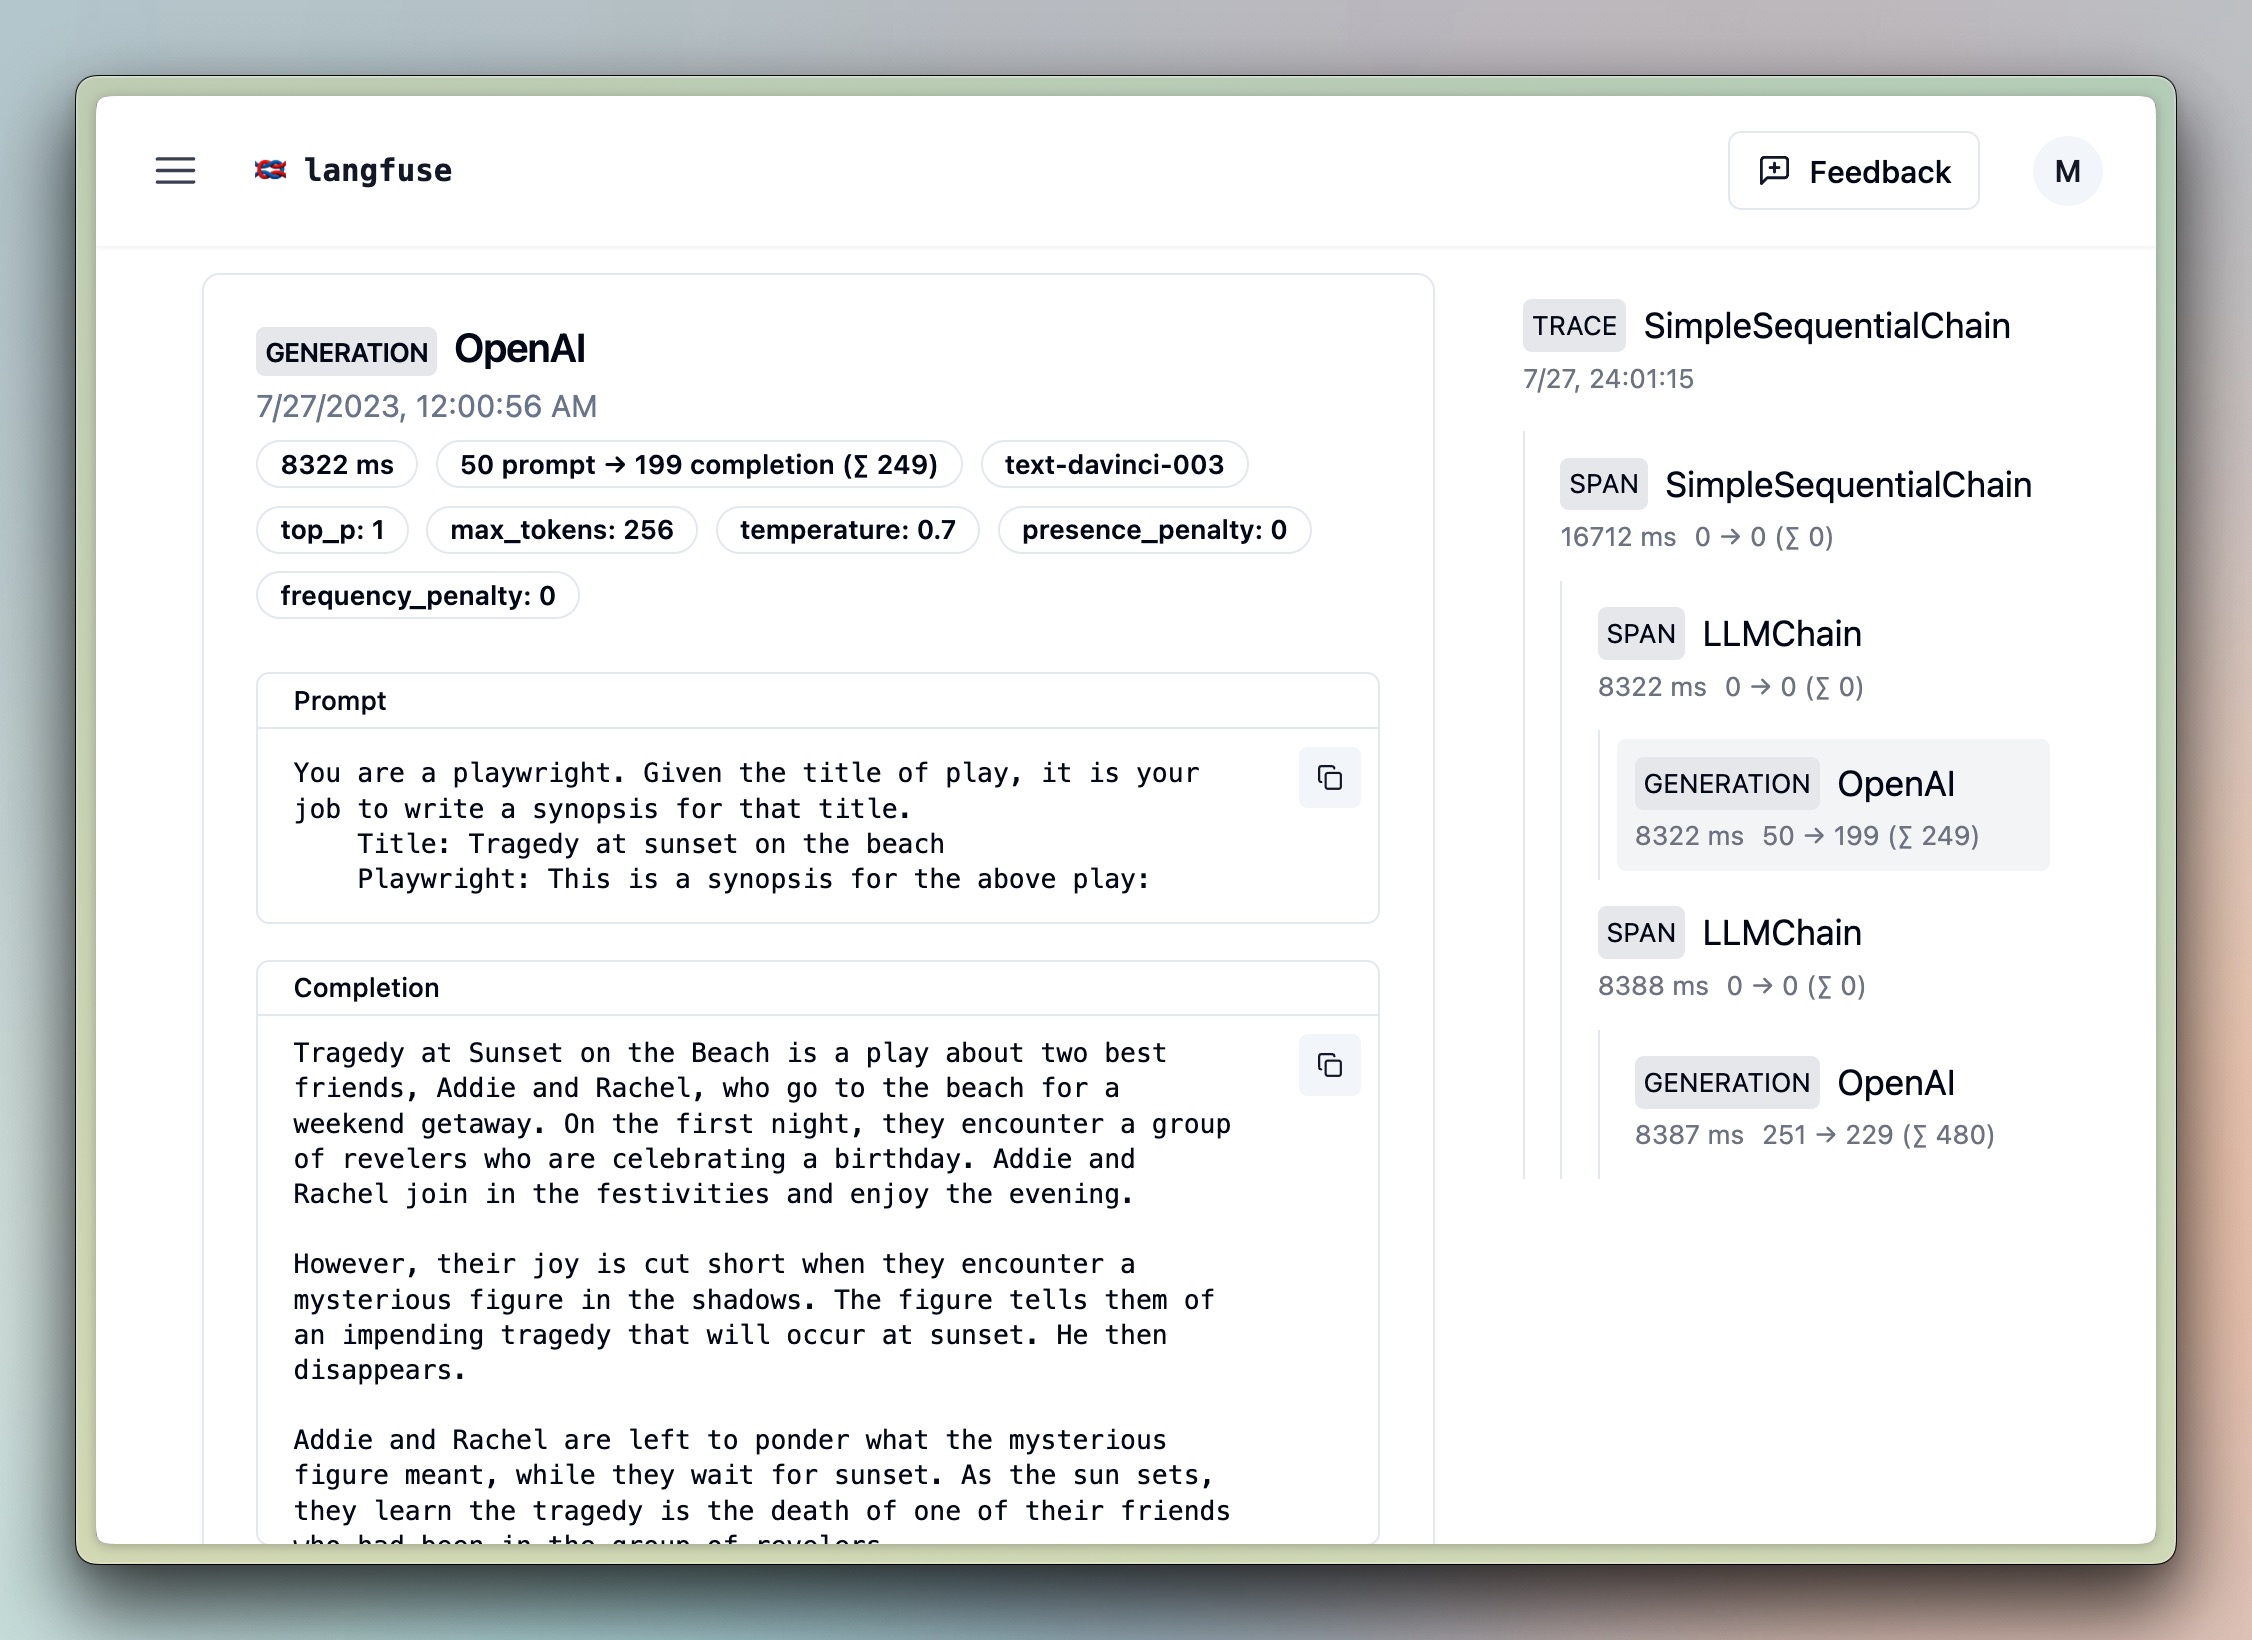 langfuse
Feedback
M
GENERATION OpenAI
7/27/2023, 12:00:56 AM
8322 ms
50 prompt → 199 completion (∑ 249)
text-davinci-003
top_p: 1
max_tokens: 256
temperature: 0.7
presence_penalty: 0
frequency_penalty: 0
Prompt
You are a playwright. Given the title of play, it is your
job to write a synopsis for that title.
    Title: Tragedy at sunset on the beach
    Playwright: This is a synopsis for the above play:
Completion
Tragedy at Sunset on the Beach is a play about two best
friends, Addie and Rachel, who go to the beach for a
weekend getaway. On the first night, they encounter a group
of revelers who are celebrating a birthday. Addie and
Rachel join in the festivities and enjoy the evening.
However, their joy is cut short when they encounter a
mysterious figure in the shadows. The figure tells them of
an impending tragedy that will occur at sunset. He then
disappears.
Addie and Rachel are left to ponder what the mysterious
figure meant, while they wait for sunset. As the sun sets,
they learn the tragedy is the death of one of their friends
who had been in the group of revelers
TRACE SimpleSequentialChain
7/27, 24:01:15
SPAN SimpleSequentialChain
16712 ms 0 → 0 (∑ 0)
SPAN LLMChain
8322 ms 0 → 0 (∑ 0)
GENERATION OpenAI
8322 ms 50 → 199 (∑ 249)
SPAN LLMChain
8388 ms 0 → 0 (∑ 0)
GENERATION OpenAI
8387 ms 251 → 229 (∑ 480)